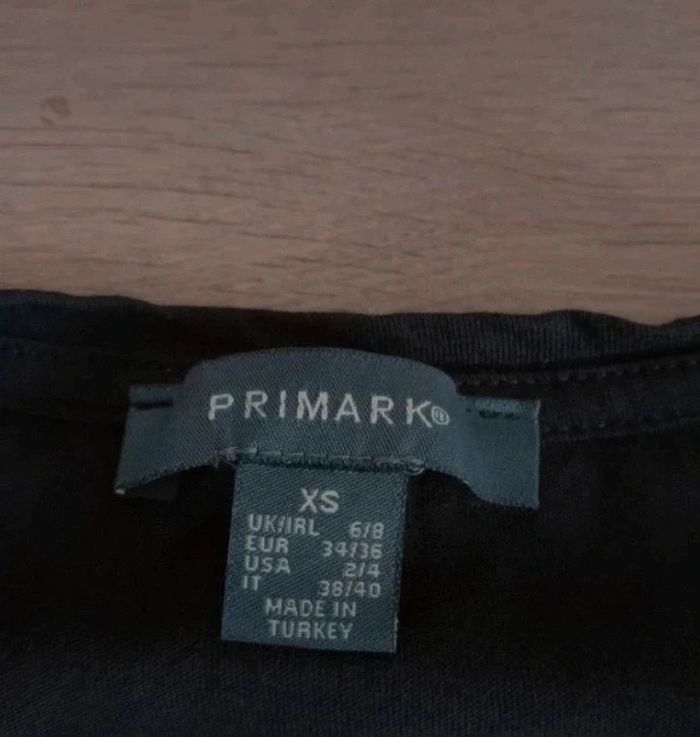 PRIMARK®
XS
UK/IRL 6/8
EUR 34/36
USA 2/4
IT 38/40
MADE IN
TURKEY